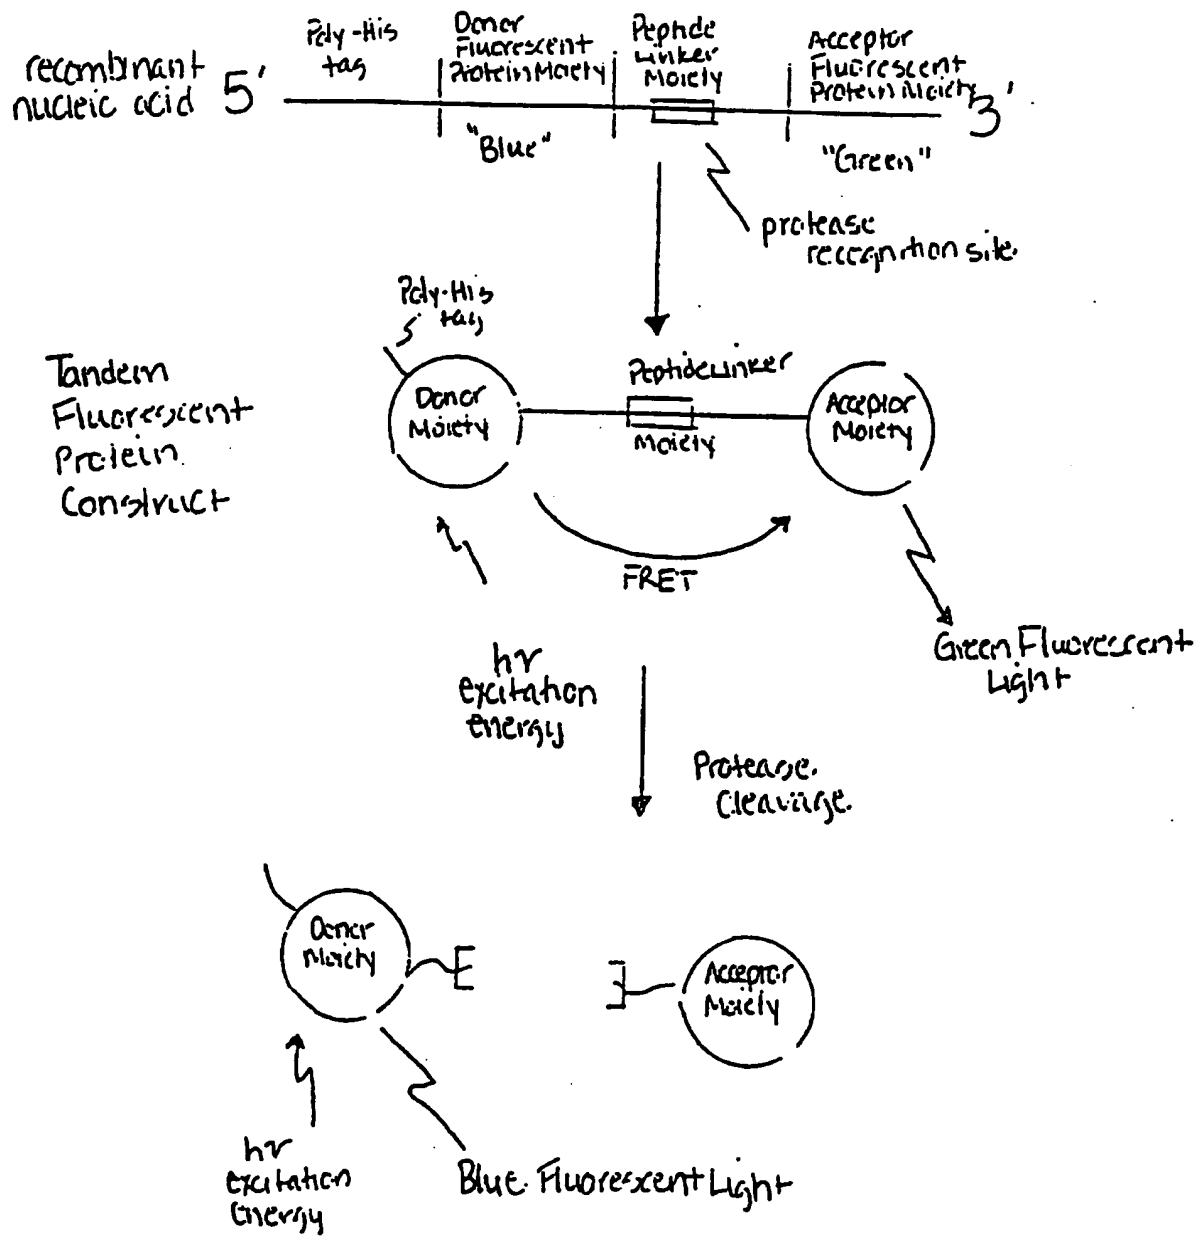 recombinant
nucleic acid
5'
Poly-His
tag
Donor
Fluorescent
Protein Moiety
Peptide
Linker
Moiety
Acceptor
Fluorescent
Protein Moiety
3'
"Blue"
"Green"
protease
recognition site.
Poly-His
tag
Tandem
Fluorescent
Protein
Construct
Donor
Moiety
Peptide Linker
Moiety
Acceptor
Moiety
FRET
hν
excitation
energy
Green Fluorescent
Light
Protease.
Cleavage.
Donor
Moiety
Acceptor
Moiety
hν
excitation
Energy
Blue. Fluorescent Light